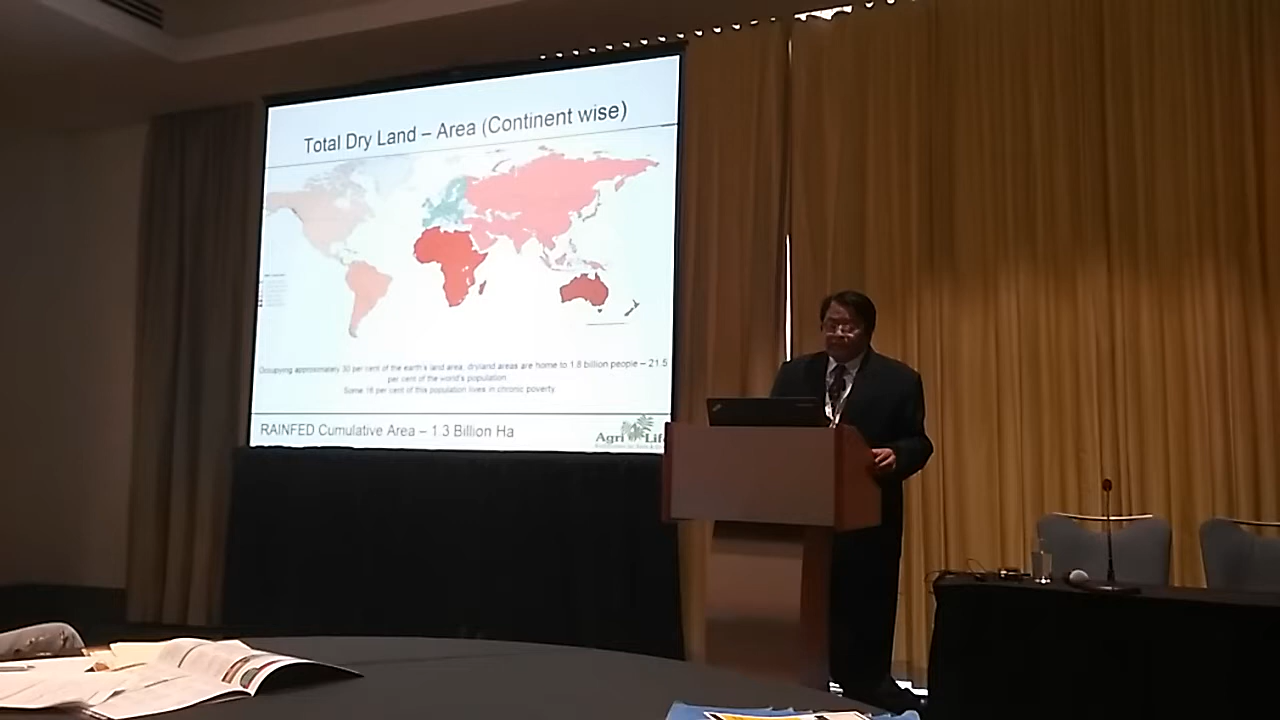 Total Dry Land – Area (Continent wise)
Occupying approximately 30 per cent of the earth's land area, dryland areas are home to 1.8 billion people – 21.5
per cent of the world's population.
Some 16 per cent of this population lives in chronic poverty.
RAINFED Cumulative Area – 1.3 Billion Ha
Agri Life